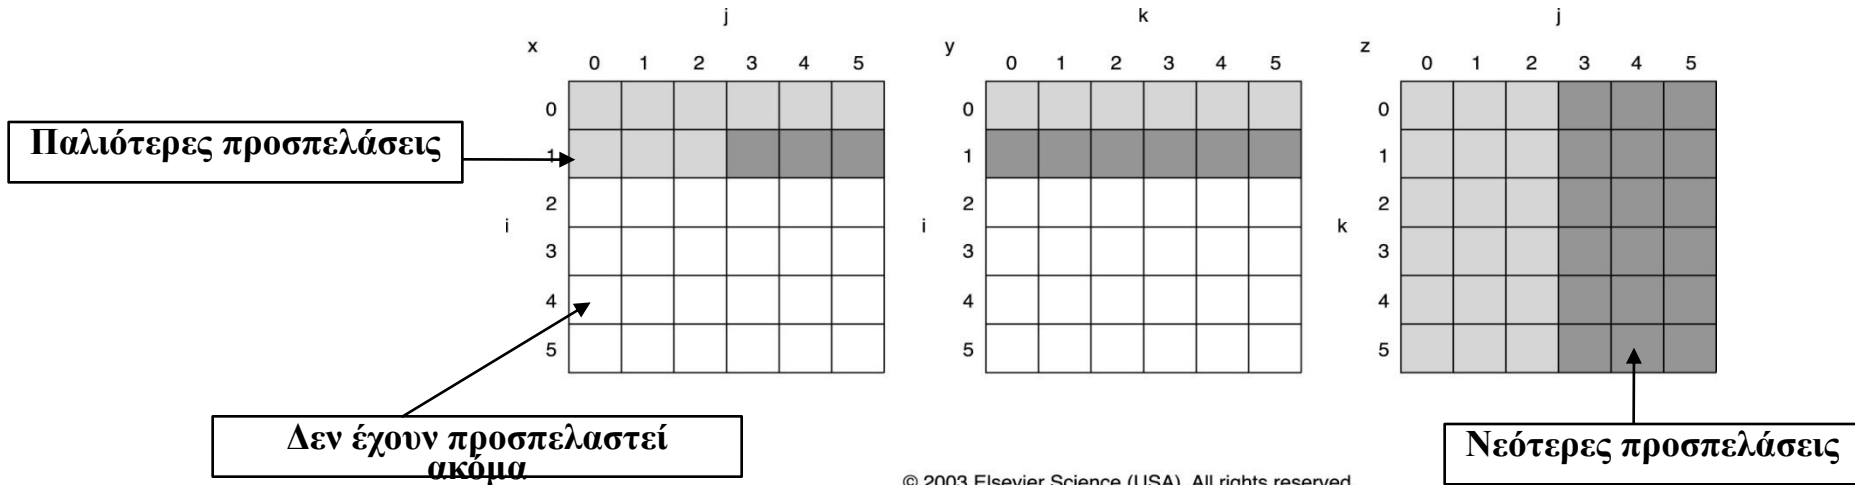 j k j
x y z
0 1 2 3 4 5 0 1 2 3 4 5 0 1 2 3 4 5
0 0 0
Παλιότερες προσπελάσεις
1 1 1
2 2 2
i i k
3 3 3
4 4 4
5 5 5
Δεν έχουν προσπελαστεί
ακόμα
Νεότερες προσπελάσεις
© 2003 Elsevier Science (USA). All rights reserved.